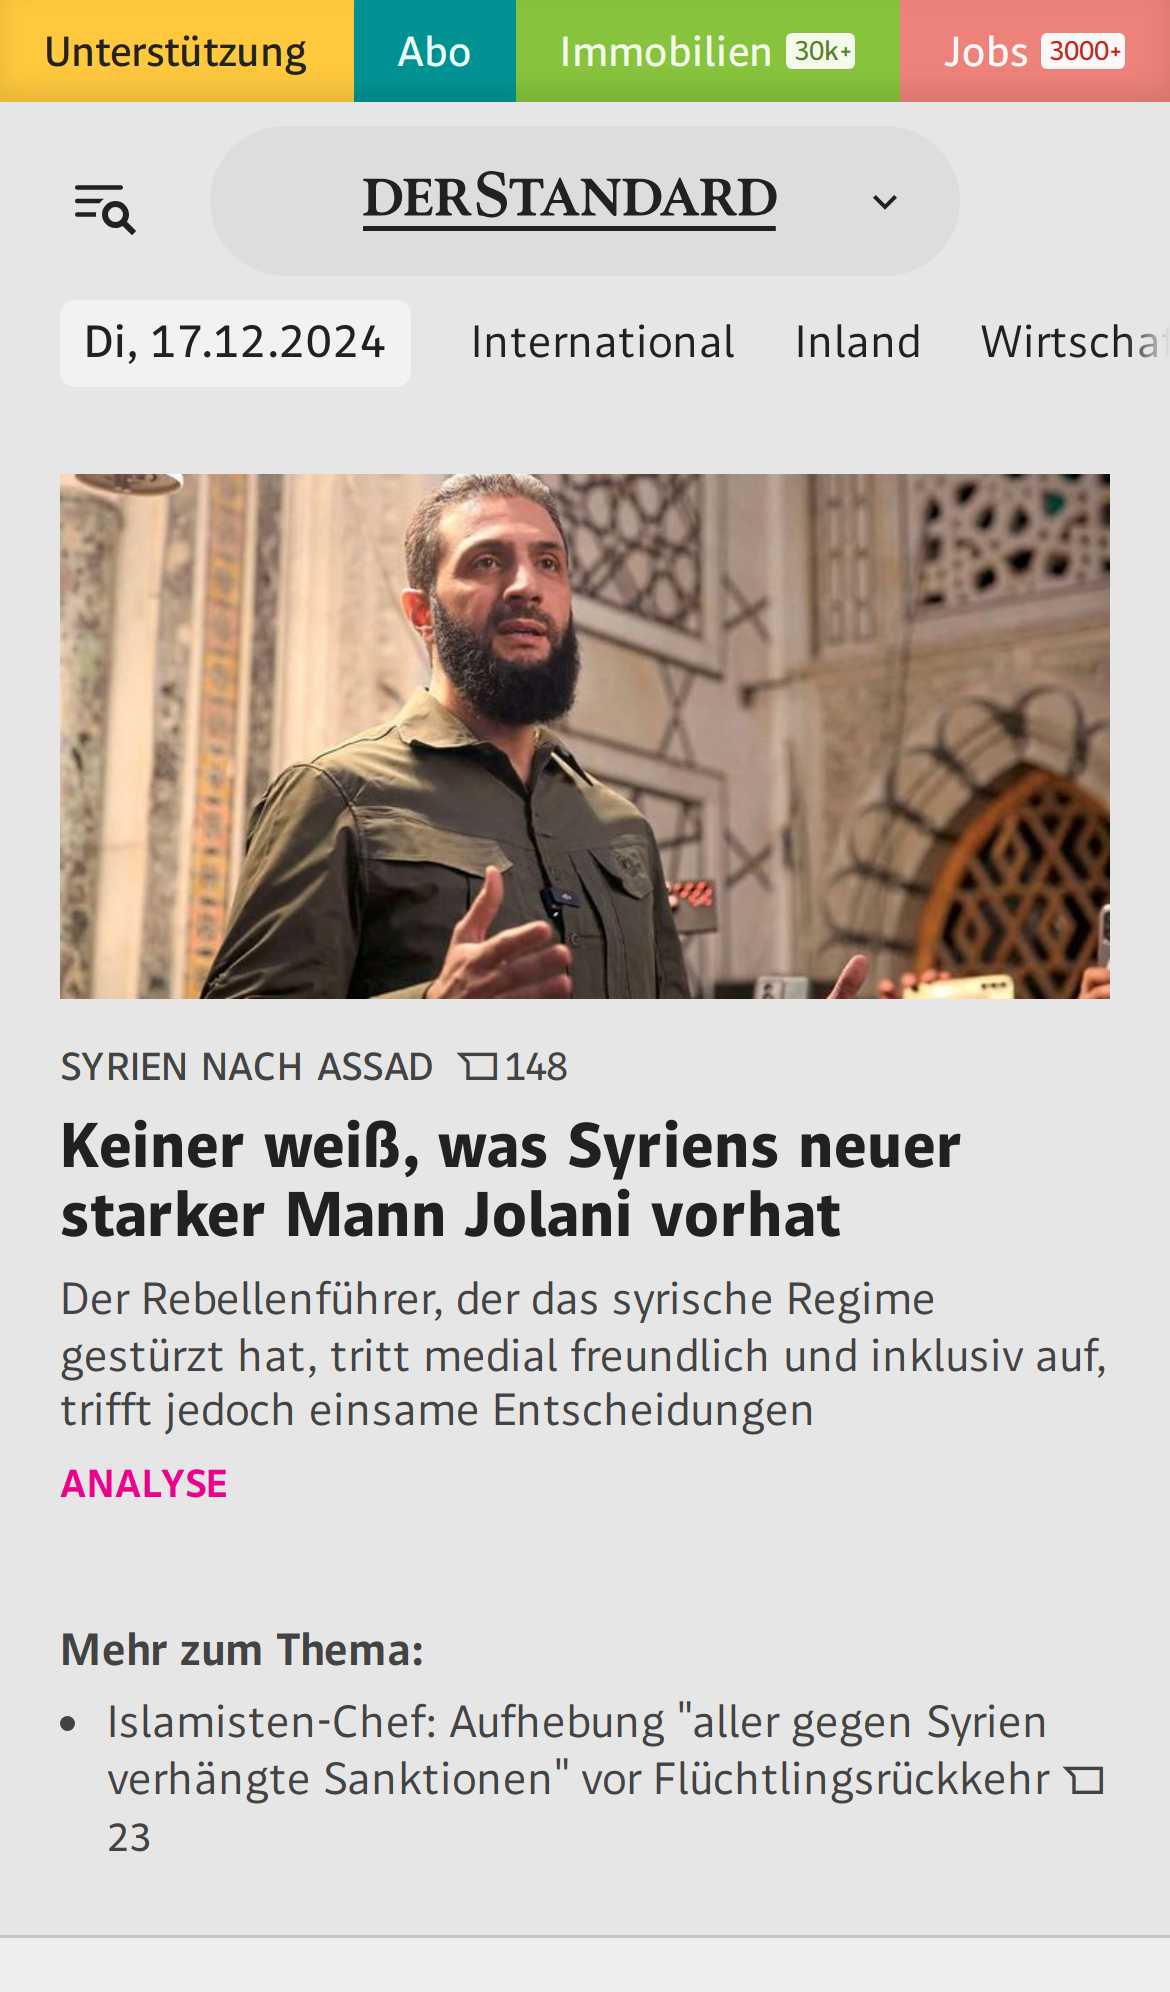 Unterstützung Abo Immobilien 30k+ Jobs 3000+
DERSTANDARD
Di, 17.12.2024 International Inland Wirtscha
SYRIEN NACH ASSAD 148
Keiner weiß, was Syriens neuer
starker Mann Jolani vorhat
Der Rebellenführer, der das syrische Regime
gestürzt hat, tritt medial freundlich und inklusiv auf,
trifft jedoch einsame Entscheidungen
ANALYSE
Mehr zum Thema:
• Islamisten-Chef: Aufhebung "aller gegen Syrien
verhängte Sanktionen" vor Flüchtlingsrückkehr
23